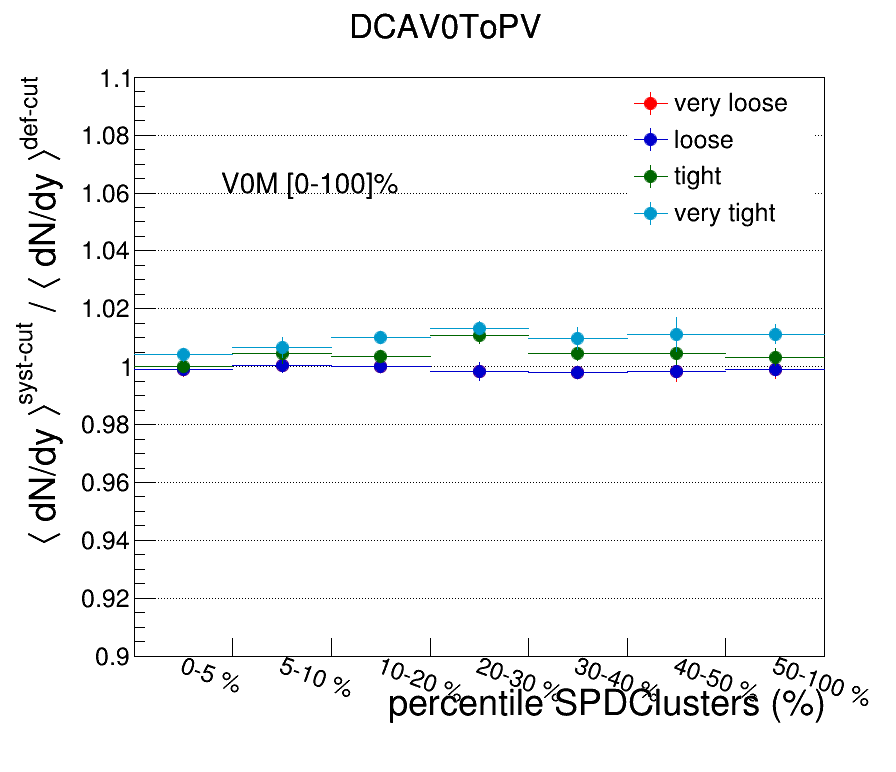 DCAV0ToPV
⟨ dN/dy ⟩^syst-cut / ⟨ dN/dy ⟩^def-cut
1.1
1.08
1.06
1.04
1.02
1
0.98
0.96
0.94
0.92
0.9
V0M [0-100]%
very loose
loose
tight
very tight
0-5 %
5-10 %
10-20 %
20-30 %
30-40 %
40-50 %
50-100 %
percentile SPDClusters (%)